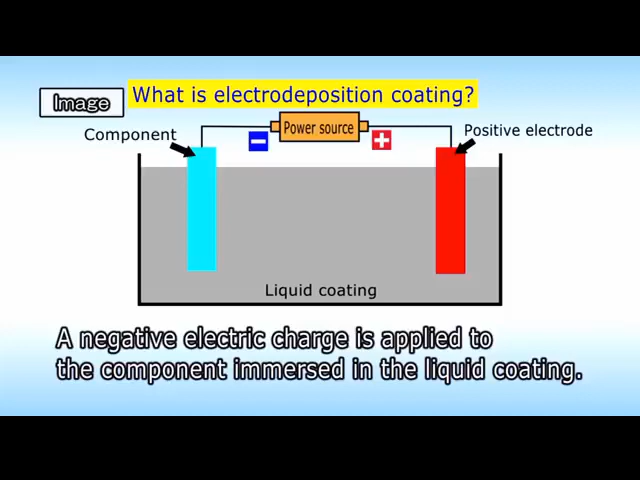 Image
What is electrodeposition coating?
Component
Power source
Positive electrode
− +
Liquid coating
A negative electric charge is applied to
the component immersed in the liquid coating.